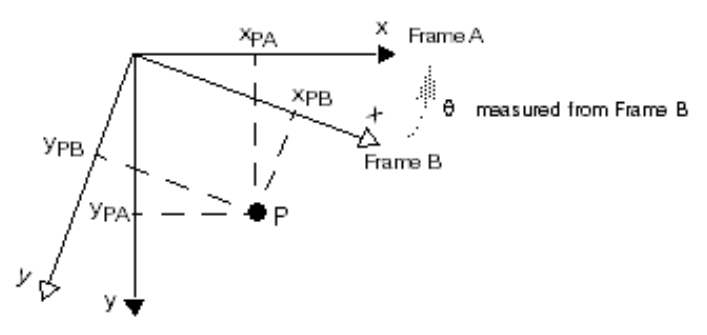 xPA
x
Frame A
xPB
x
θ measured from Frame B
yPB
Frame B
yPA
P
y
y